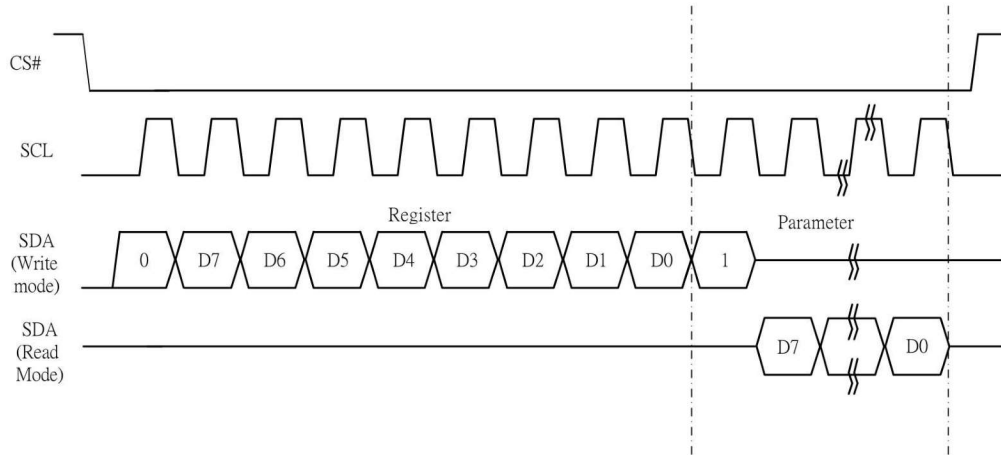 CS#
SCL
Register
Parameter
SDA
(Write
mode)
0 D7 D6 D5 D4 D3 D2 D1 D0 1
SDA
(Read
Mode)
D7 D0